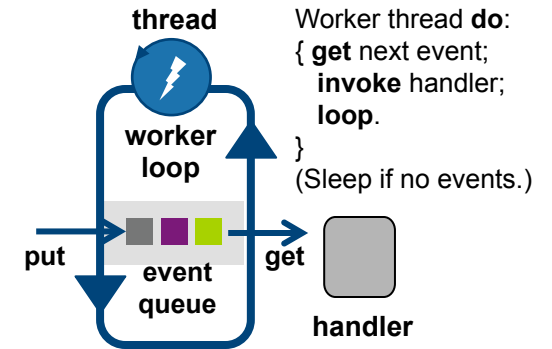 thread
Worker thread do:
{ get next event;
invoke handler;
loop.
}
(Sleep if no events.)
worker
loop
put
get
event
queue
handler